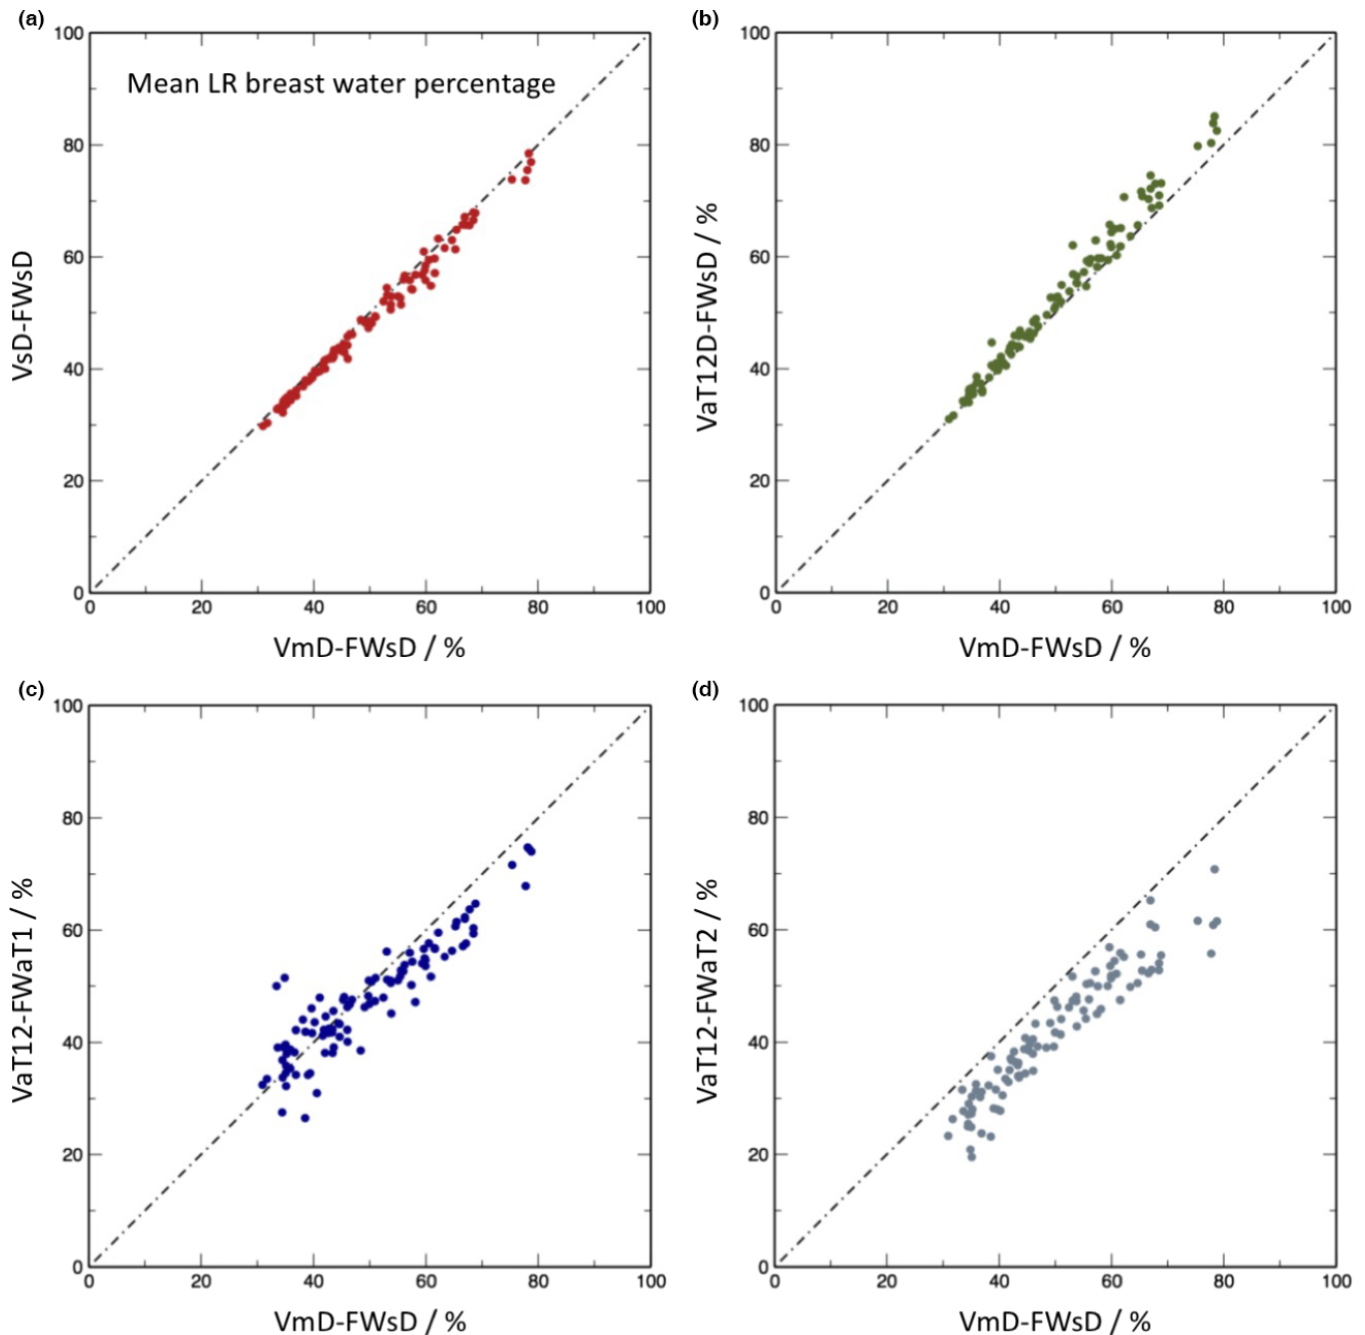 (a)
100
80
60
40
20
0
0 20 40 60 80 100
Mean LR breast water percentage
VsD-FWsD
VmD-FWsD / %
(b)
100
80
60
40
20
0
0 20 40 60 80 100
VaT12D-FWsD / %
VmD-FWsD / %
(c)
100
80
60
40
20
0
0 20 40 60 80 100
VaT12-FWaT1 / %
VmD-FWsD / %
(d)
100
80
60
40
20
0
0 20 40 60 80 100
VaT12-FWaT2 / %
VmD-FWsD / %